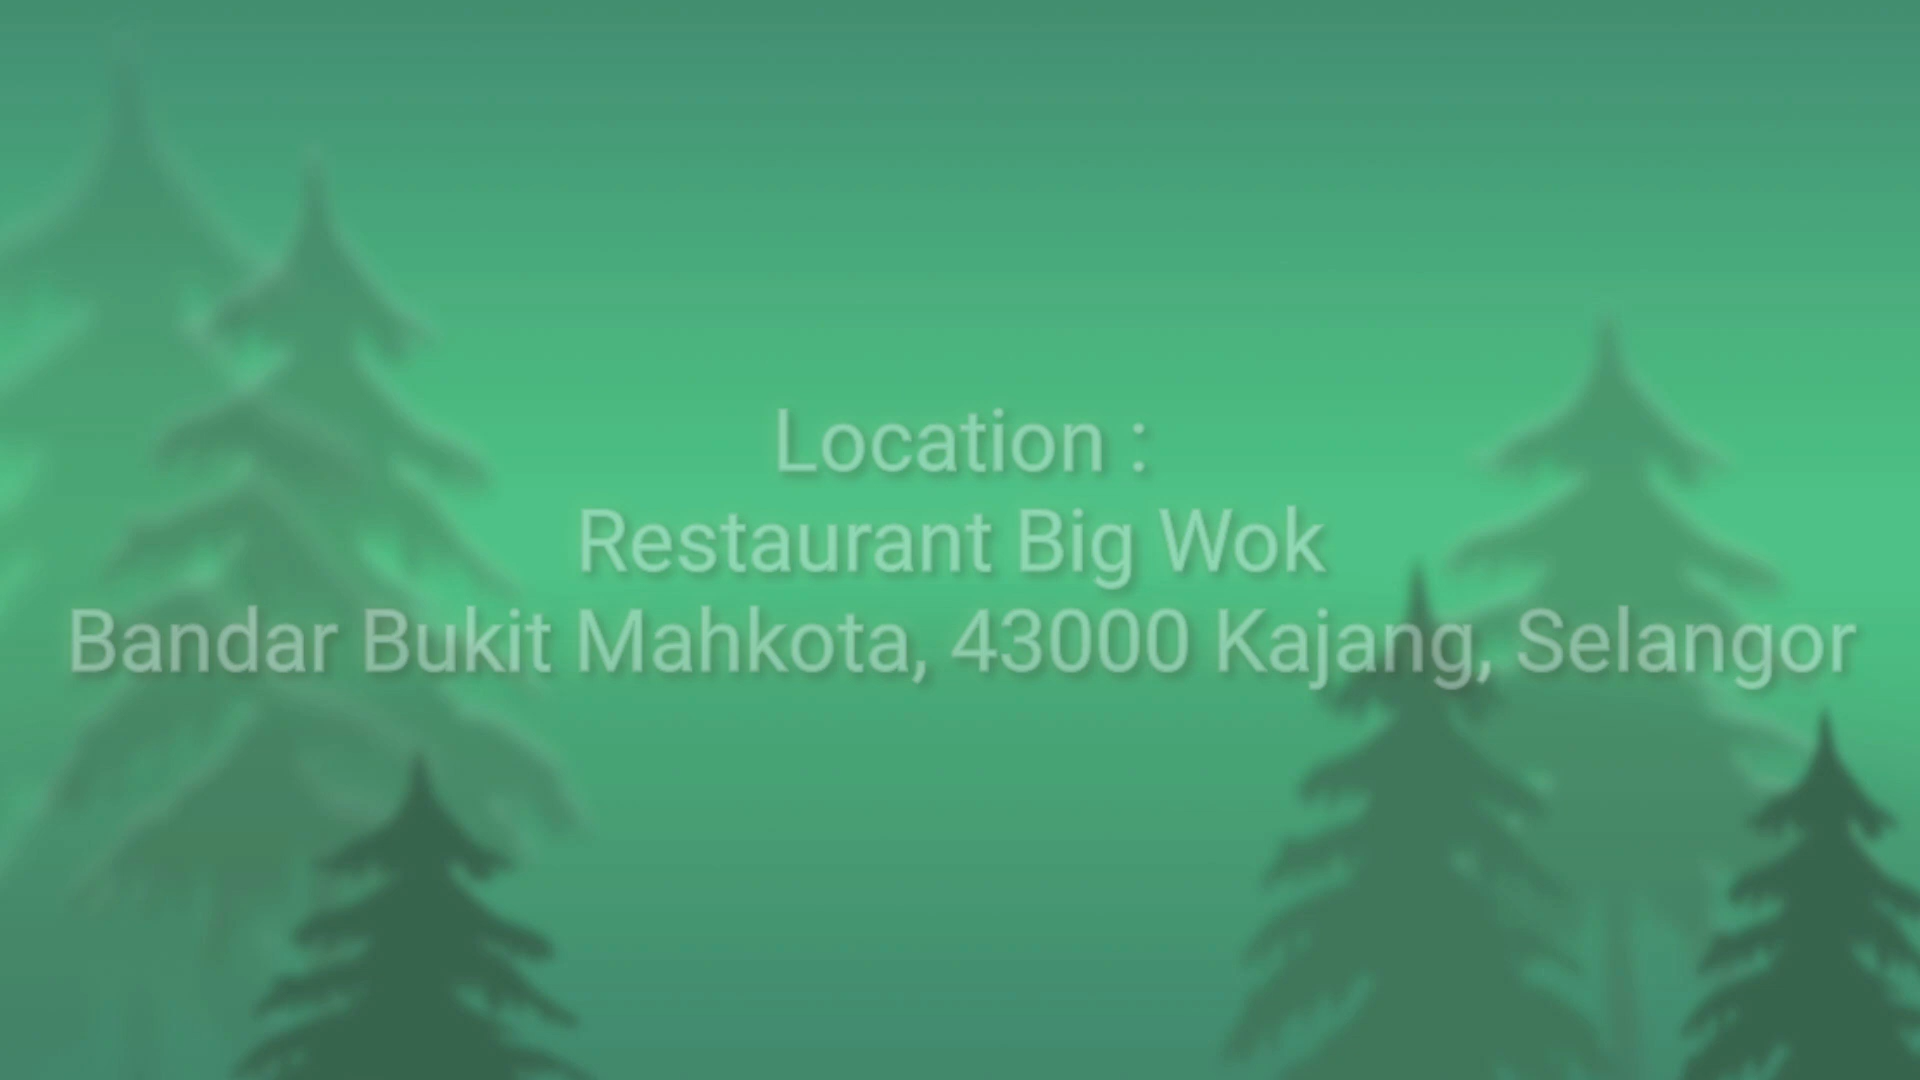 Location :
Restaurant Big Wok
Bandar Bukit Mahkota, 43000 Kajang, Selangor